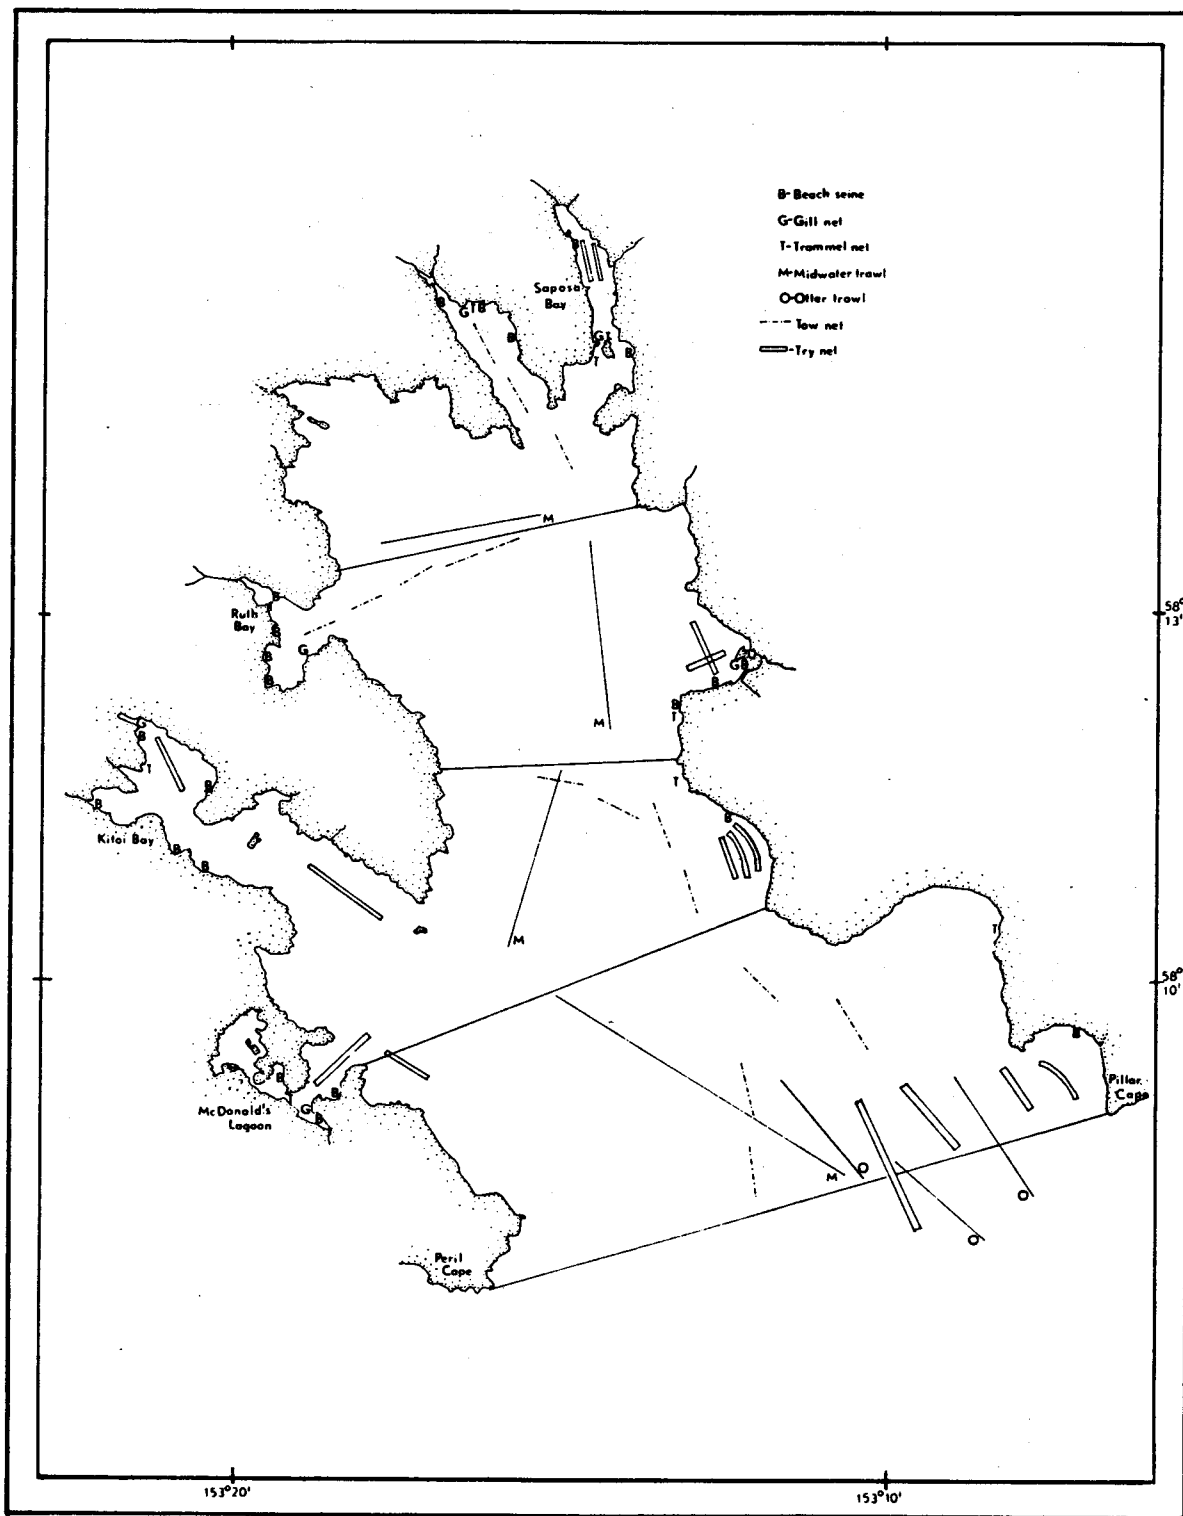 B-Beach seine
G-Gill net
T-Trammel net
M-Midwater trawl
O-Otter trawl
-Tow net
-Try net
Saposa
Bay
B
B
G T B
B
G T
T
B
M
Ruth
Bay
B
G
B
B
G
58°
13'
G B
B
B
T
M
G
B
T
B
B
Kitoi Bay
B
B
T
B
M
T
58°
10'
B
Pillar
Cape
B
B
G
B
McDonald's
Lagoon
M
O
O
O
Peril
Cape
153°20'
153°10'